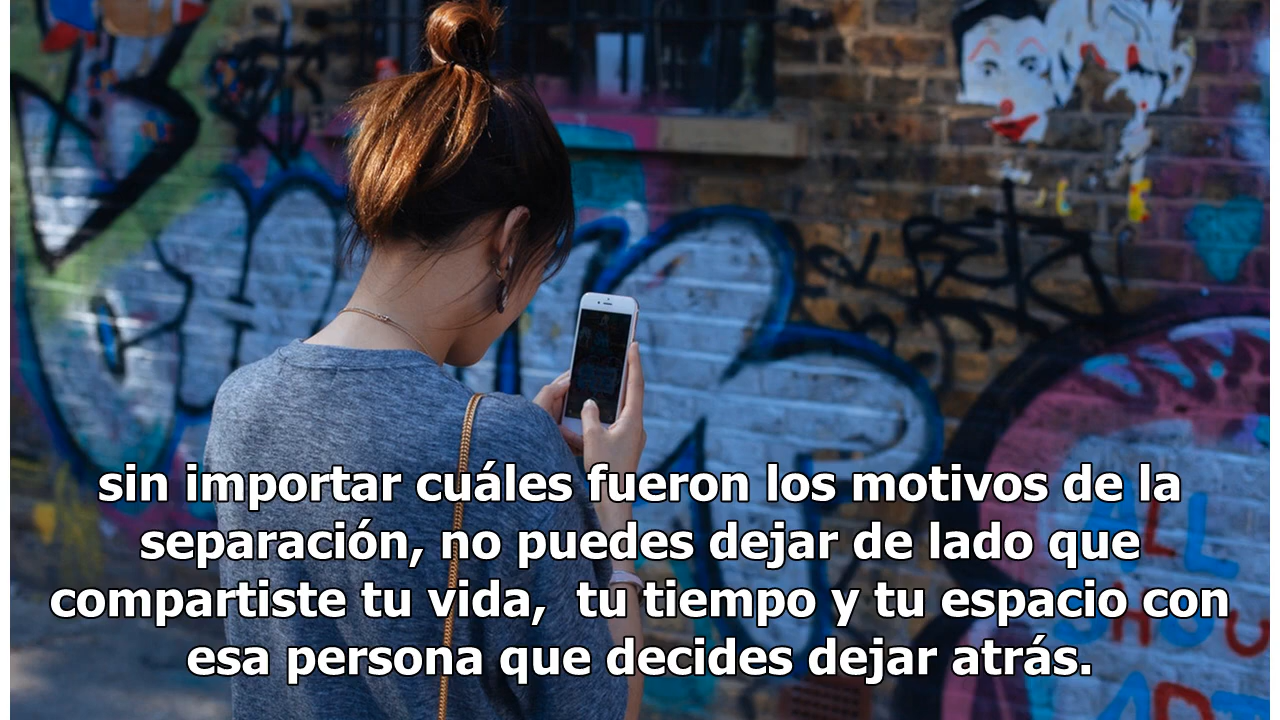 sin importar cuáles fueron los motivos de la
separación, no puedes dejar de lado que
compartiste tu vida,  tu tiempo y tu espacio con
esa persona que decides dejar atrás.
ALL